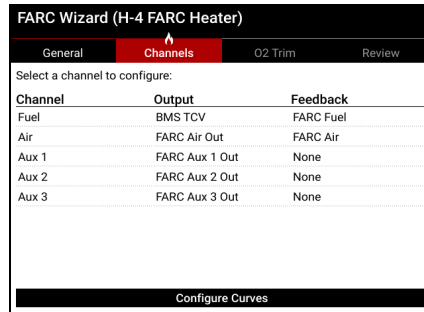 FARC Wizard (H-4 FARC Heater)
General Channels O2 Trim Review
Select a channel to configure:
Channel Output Feedback
Fuel BMS TCV FARC Fuel
Air FARC Air Out FARC Air
Aux 1 FARC Aux 1 Out None
Aux 2 FARC Aux 2 Out None
Aux 3 FARC Aux 3 Out None
Configure Curves